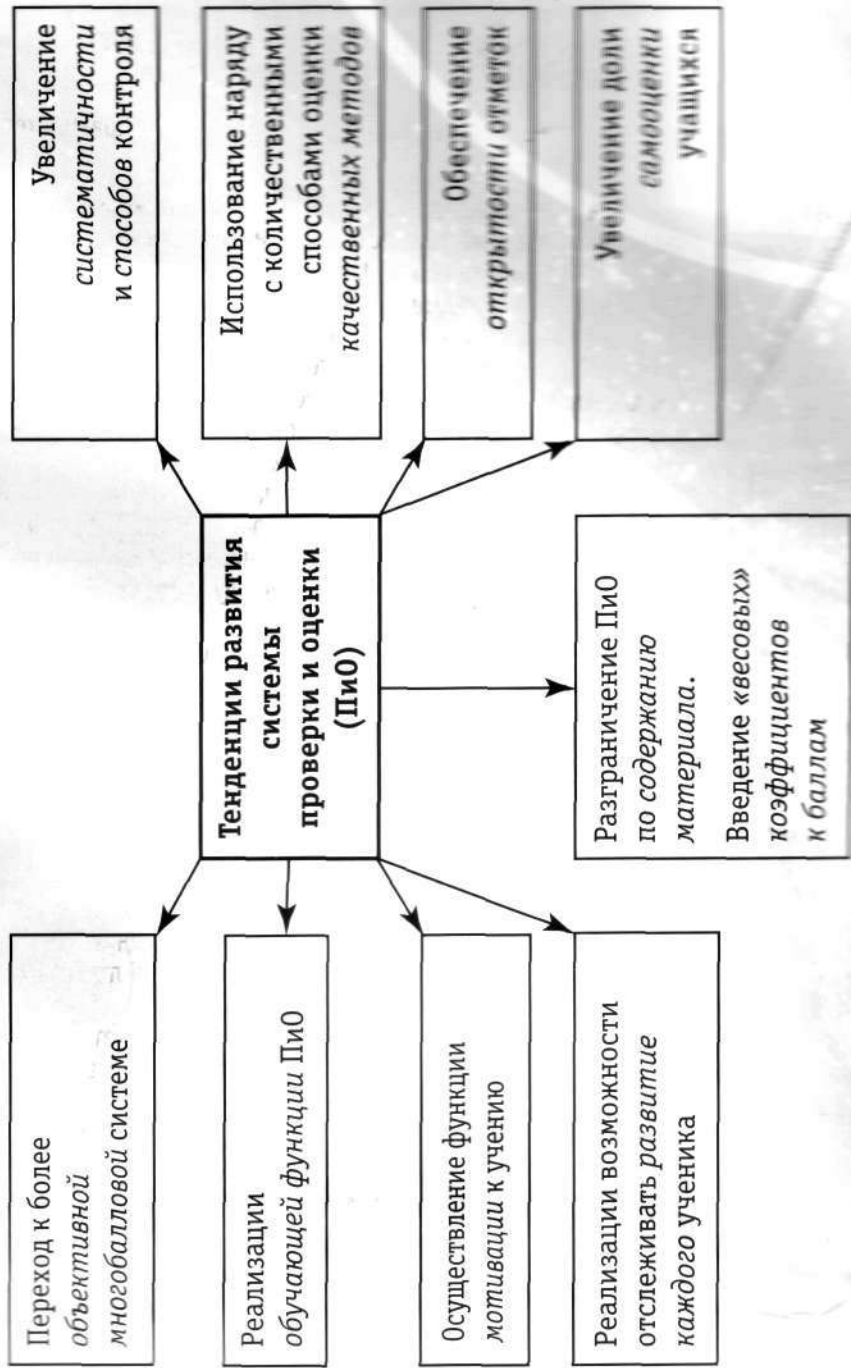 Переход к более
объективной
многобалловой системе
Реализации
обучающей функции ПиО
Осуществление функции
мотивации к учению
Реализации возможности
отслеживать развитие
каждого ученика
Тенденции развития
системы
проверки и оценки
(ПиО)
Разграничение ПиО
по содержанию
материала.
Введение «весовых»
коэффициентов
к баллам
Увеличение
систематичности
и способов контроля
Использование наряду
с количественными
способами оценки
качественных методов
Обеспечение
открытости отметок
Увеличение доли
самооценки
учащихся